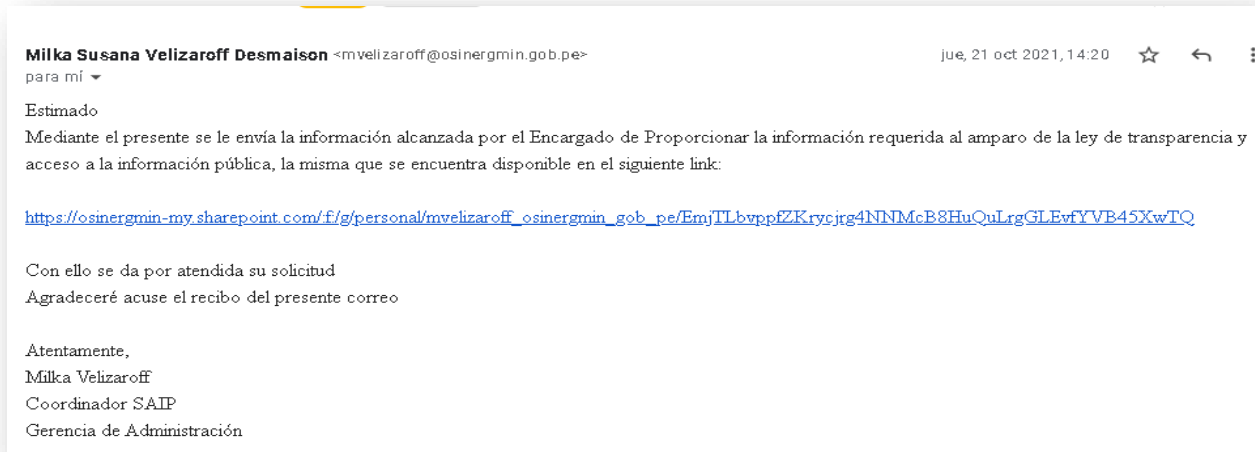 Milka Susana Velizaroff Desmaison <mvelizaroff@osinergmin.gob.pe>
jue, 21 oct 2021, 14:20
para mí
Estimado
Mediante el presente se le envía la información alcanzada por el Encargado de Proporcionar la información requerida al amparo de la ley de transparencia y
acceso a la información pública, la misma que se encuentra disponible en el siguiente link:
https://osinergmin-my.sharepoint.com/:f:/g/personal/mvelizaroff_osinergmin_gob_pe/EmjTLbvppfZKrycjrg4NNMcB8HuQuLrgGLEvfYVB45XwTQ
Con ello se da por atendida su solicitud
Agradeceré acuse el recibo del presente correo
Atentamente,
Milka Velizaroff
Coordinador SAIP
Gerencia de Administración